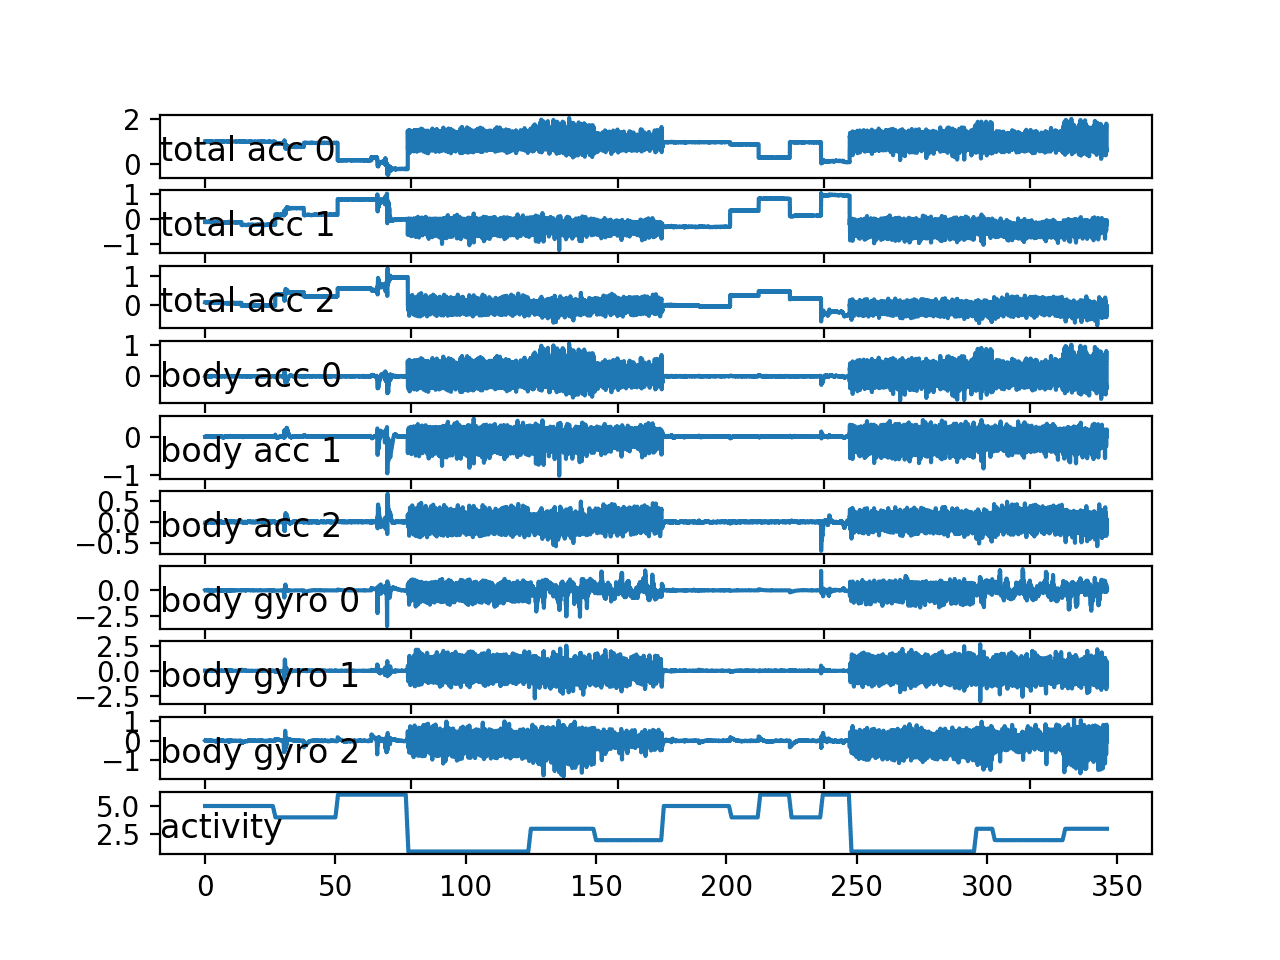 2
0
total acc 0
1
0
−1
total acc 1
1
0
total acc 2
1
0
body acc 0
0
−1
body acc 1
0.5
0.0
−0.5
body acc 2
0.0
−2.5
body gyro 0
2.5
0.0
−2.5
body gyro 1
1
0
−1
body gyro 2
5.0
2.5
activity
0 50 100 150 200 250 300 350